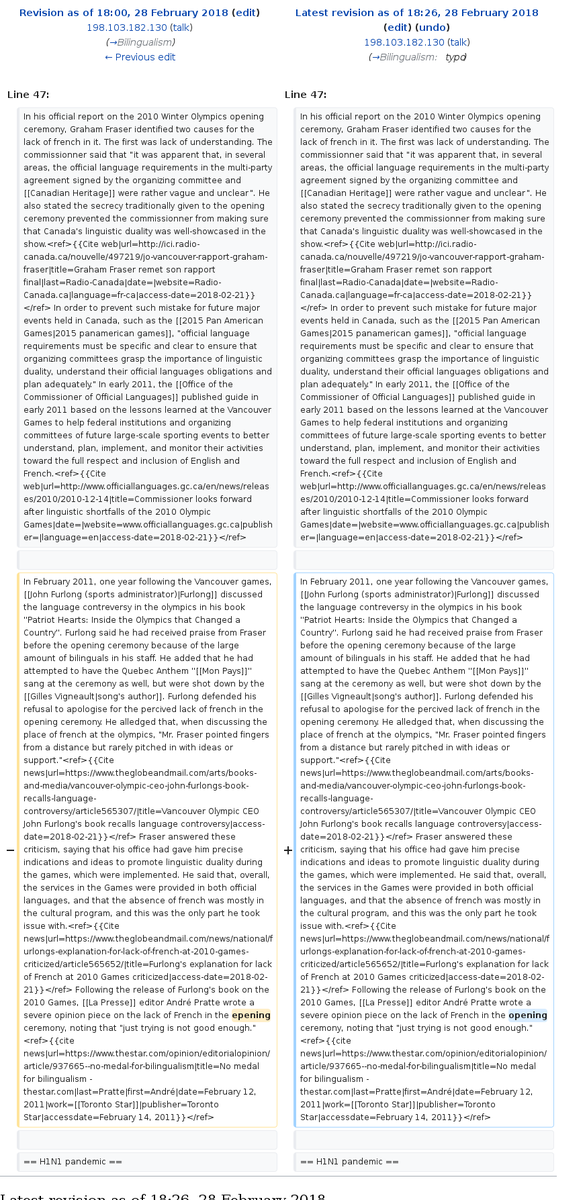 Revision as of 18:00, 28 February 2018 (edit)
198.103.182.130 (talk)
(→Bilingualism)
← Previous edit
Latest revision as of 18:26, 28 February 2018
(edit) (undo)
198.103.182.130 (talk)
(→Bilingualism: typo)
Line 47:
Line 47:
In his official report on the 2010 Winter Olympics opening
ceremony, Graham Fraser identified two causes for the
lack of french in it. The first was lack of understanding. The
commissionner said that "it was apparent that, in several
areas, the official language requirements in the multi-party
agreement signed by the organizing committee and
[[Canadian Heritage]] were rather vague and unclear". He
also stated the secrecy traditionally given to the opening
ceremony prevented the commissionner from making sure
that Canada's linguistic duality was well-showcased in the
show.<ref>{{Cite web|url=http://ici.radio-
canada.ca/nouvelle/497219/jo-vancouver-rapport-graham-
fraser|title=Graham Fraser remet son rapport
final|last=Radio-Canada|date=|website=Radio-
Canada.ca|language=fr-ca|access-date=2018-02-21}}
</ref> In order to prevent such mistake for future major
events held in Canada, such as the [[2015 Pan American
Games|2015 panamerican games]], "official language
requirements must be specific and clear to ensure that
organizing committees grasp the importance of linguistic
duality, understand their official languages obligations and
plan adequately." In early 2011, the [[Office of the
Commissioner of Official Languages]] published guide in
early 2011 based on the lessons learned at the Vancouver
Games to help federal institutions and organizing
committees of future large-scale sporting events to better
understand, plan, implement, and monitor their activities
toward the full respect and inclusion of English and
French.<ref>{{Cite
web|url=http://www.officiallanguages.gc.ca/en/news/releas
es/2010/2010-12-14|title=Commissioner looks forward
after linguistic shortfalls of the 2010 Olympic
Games|date=|website=www.officiallanguages.gc.ca|publish
er=|language=en|access-date=2018-02-21}}</ref>
In his official report on the 2010 Winter Olympics opening
ceremony, Graham Fraser identified two causes for the
lack of french in it. The first was lack of understanding. The
commissionner said that "it was apparent that, in several
areas, the official language requirements in the multi-party
agreement signed by the organizing committee and
[[Canadian Heritage]] were rather vague and unclear". He
also stated the secrecy traditionally given to the opening
ceremony prevented the commissionner from making sure
that Canada's linguistic duality was well-showcased in the
show.<ref>{{Cite web|url=http://ici.radio-
canada.ca/nouvelle/497219/jo-vancouver-rapport-graham-
fraser|title=Graham Fraser remet son rapport
final|last=Radio-Canada|date=|website=Radio-
Canada.ca|language=fr-ca|access-date=2018-02-21}}
</ref> In order to prevent such mistake for future major
events held in Canada, such as the [[2015 Pan American
Games|2015 panamerican games]], "official language
requirements must be specific and clear to ensure that
organizing committees grasp the importance of linguistic
duality, understand their official languages obligations and
plan adequately." In early 2011, the [[Office of the
Commissioner of Official Languages]] published guide in
early 2011 based on the lessons learned at the Vancouver
Games to help federal institutions and organizing
committees of future large-scale sporting events to better
understand, plan, implement, and monitor their activities
toward the full respect and inclusion of English and
French.<ref>{{Cite
web|url=http://www.officiallanguages.gc.ca/en/news/releas
es/2010/2010-12-14|title=Commissioner looks forward
after linguistic shortfalls of the 2010 Olympic
Games|date=|website=www.officiallanguages.gc.ca|publish
er=|language=en|access-date=2018-02-21}}</ref>
−
In February 2011, one year following the Vancouver games,
[[John Furlong (sports administrator)|Furlong]] discussed
the language controversy in the olympics in his book
''Patriot Hearts: Inside the Olympics that Changed a
Country''. Furlong said he had received praise from Fraser
before the opening ceremony because of the large
amount of bilinguals in his staff. He added that he had
attempted to have the Quebec Anthem ''[[Mon Pays]]''
sang at the ceremony as well, but were shot down by the
[[Gilles Vigneault|song's author]]. Furlong defended his
refusal to apologise for the percived lack of french in the
opening ceremony. He alledged that, when discussing the
place of french at the olympics, "Mr. Fraser pointed fingers
from a distance but rarely pitched in with ideas or
support."<ref>{{Cite
news|url=https://www.theglobeandmail.com/arts/books-
and-media/vancouver-olympic-ceo-john-furlongs-book-
recalls-language-
controversy/article565307/|title=Vancouver Olympic CEO
John Furlong's book recalls language controversy|access-
date=2018-02-21}}</ref> Fraser answered these
criticism, saying that his office had gave him precise
indications and ideas to promote linguistic duality during
the games, which were implemented. He said that, overall,
the services in the Games were provided in both official
languages, and that the absence of french was mostly in
the cultural program, and this was the only part he took
issue with.<ref>{{Cite
news|url=https://www.theglobeandmail.com/news/national/f
urlongs-explanation-for-lack-of-french-at-2010-games-
criticized/article565652/|title=Furlong's explanation for lack
of French at 2010 Games criticized|access-date=2018-02-
21}}</ref> Following the release of Furlong's book on the
2010 Games, [[La Presse]] editor André Pratte wrote a
severe opinion piece on the lack of French in the epening
ceremony, noting that "just trying is not good enough."
<ref>{{cite
news|url=https://www.thestar.com/opinion/editorialopinion/
article/937665--no-medal-for-bilingualism|title=No medal
for bilingualism -
thestar.com|last=Pratte|first=André|date=February 12,
2011|work=[[Toronto Star]]|publisher=Toronto
Star|accessdate=February 14, 2011}}</ref>
+
In February 2011, one year following the Vancouver games,
[[John Furlong (sports administrator)|Furlong]] discussed
the language controversy in the olympics in his book
''Patriot Hearts: Inside the Olympics that Changed a
Country''. Furlong said he had received praise from Fraser
before the opening ceremony because of the large
amount of bilinguals in his staff. He added that he had
attempted to have the Quebec Anthem ''[[Mon Pays]]''
sang at the ceremony as well, but were shot down by the
[[Gilles Vigneault|song's author]]. Furlong defended his
refusal to apologise for the percived lack of french in the
opening ceremony. He alledged that, when discussing the
place of french at the olympics, "Mr. Fraser pointed fingers
from a distance but rarely pitched in with ideas or
support."<ref>{{Cite
news|url=https://www.theglobeandmail.com/arts/books-
and-media/vancouver-olympic-ceo-john-furlongs-book-
recalls-language-
controversy/article565307/|title=Vancouver Olympic CEO
John Furlong's book recalls language controversy|access-
date=2018-02-21}}</ref> Fraser answered these
criticism, saying that his office had gave him precise
indications and ideas to promote linguistic duality during
the games, which were implemented. He said that, overall,
the services in the Games were provided in both official
languages, and that the absence of french was mostly in
the cultural program, and this was the only part he took
issue with.<ref>{{Cite
news|url=https://www.theglobeandmail.com/news/national/f
urlongs-explanation-for-lack-of-french-at-2010-games-
criticized/article565652/|title=Furlong's explanation for lack
of French at 2010 Games criticized|access-date=2018-02-
21}}</ref> Following the release of Furlong's book on the
2010 Games, [[La Presse]] editor André Pratte wrote a
severe opinion piece on the lack of French in the opening
ceremony, noting that "just trying is not good enough."
<ref>{{cite
news|url=https://www.thestar.com/opinion/editorialopinion/
article/937665--no-medal-for-bilingualism|title=No medal
for bilingualism -
thestar.com|last=Pratte|first=André|date=February 12,
2011|work=[[Toronto Star]]|publisher=Toronto
Star|accessdate=February 14, 2011}}</ref>
== H1N1 pandemic ==
== H1N1 pandemic ==
Latest revision as of 18:26, 28 February 2018